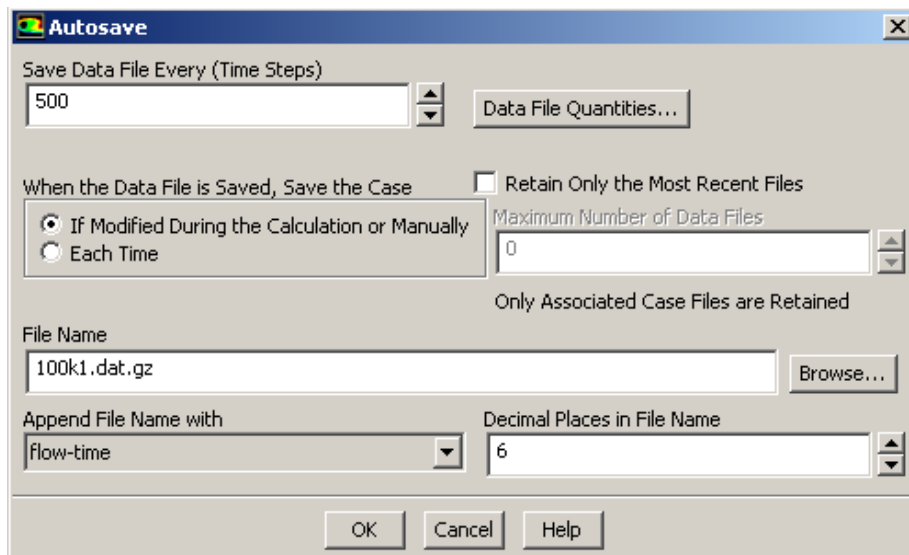 Autosave
Save Data File Every (Time Steps)
500
Data File Quantities...
When the Data File is Saved, Save the Case
Retain Only the Most Recent Files
If Modified During the Calculation or Manually
Each Time
Maximum Number of Data Files
0
Only Associated Case Files are Retained
File Name
100k1.dat.gz
Browse...
Append File Name with
Decimal Places in File Name
flow-time
6
OK
Cancel
Help